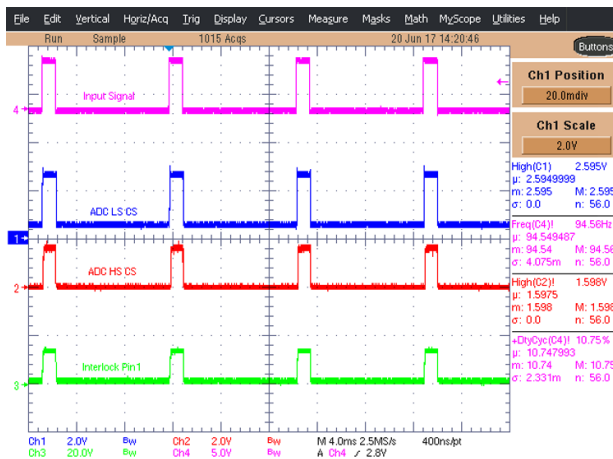 File Edit Vertical Horiz/Acq Trig Display Cursors Measure Masks Math MyScope Utilities Help
Run Sample 1015 Acqs 20 Jun 17 14:20:46
Buttons
Ch1 Position
20.0mdiv
Ch1 Scale
2.0V
Input Signal
4
ADC LS CS
1
ADC HS CS
2
Interlock Pin1
3
High(C1) 2.595V
µ: 2.5949999
m: 2.595 M: 2.595
σ: 0.0 n: 56.0
Freq(C4)! 94.56Hz
µ: 94.549487
m: 94.54 M: 94.56
σ: 4.075m n: 56.0
High(C2)! 1.598V
µ: 1.5975
m: 1.598 M: 1.598
σ: 0.0 n: 56.0
+DtyCyc(C4)! 10.75%
µ: 10.747993
m: 10.74 M: 10.75
σ: 2.331m n: 56.0
Ch1 2.0V Bw Ch2 2.0V Bw M 4.0ms 2.5MS/s 400ns/pt
Ch3 20.0V Bw Ch4 5.0V Bw A Ch4 / 2.8V